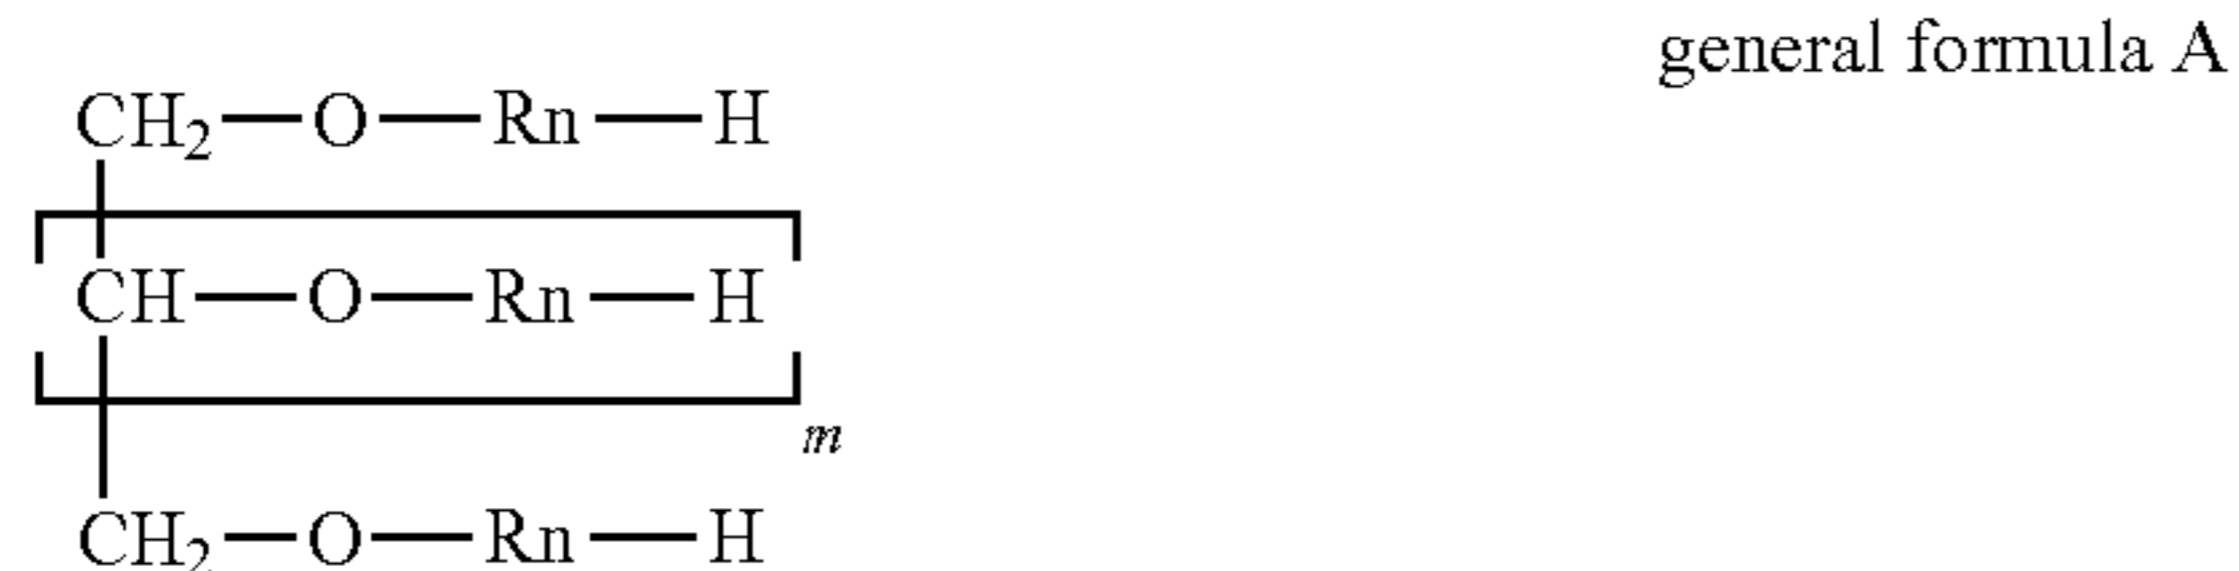 general formula A
CH₂—O—Rn—H
CH—O—Rn—H
m
CH₂—O—Rn—H